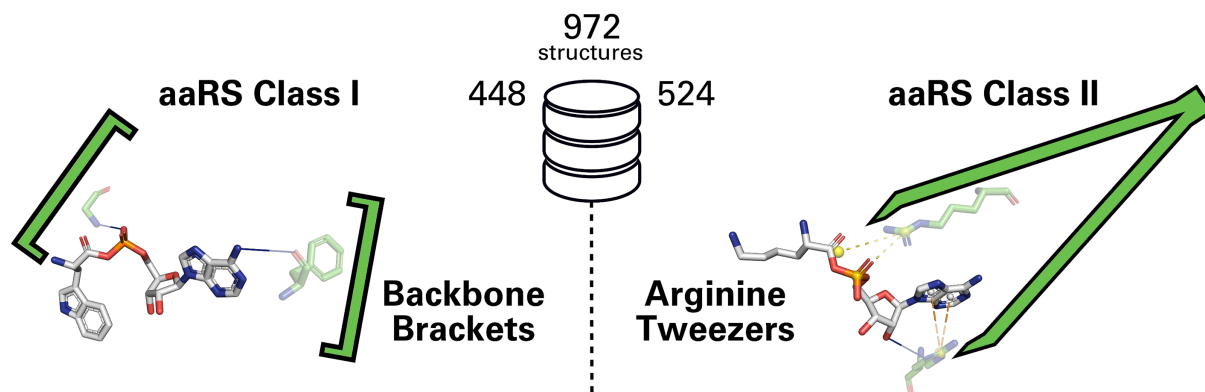 972
structures
aaRS Class I
448
524
aaRS Class II
Backbone
Brackets
Arginine
Tweezers